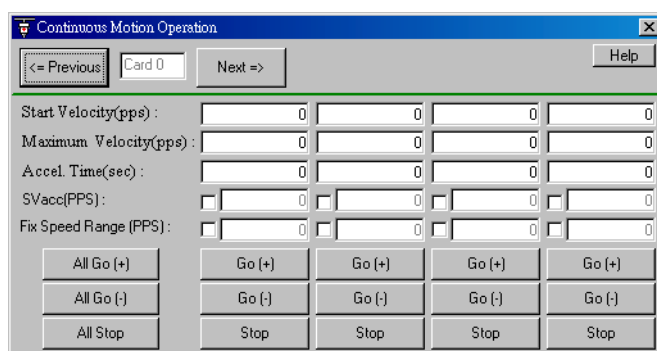 Continuous Motion Operation
<= Previous Card 0 Next => Help
Start Velocity(pps) : 0 0 0 0
Maximum Velocity(pps) : 0 0 0 0
Accel. Time(sec) : 0 0 0 0
SVacc(PPS) : 0 0 0 0
Fix Speed Range (PPS) : 0 0 0 0
All Go (+) Go (+) Go (+) Go (+) Go (+)
All Go (-) Go (-) Go (-) Go (-) Go (-)
All Stop Stop Stop Stop Stop